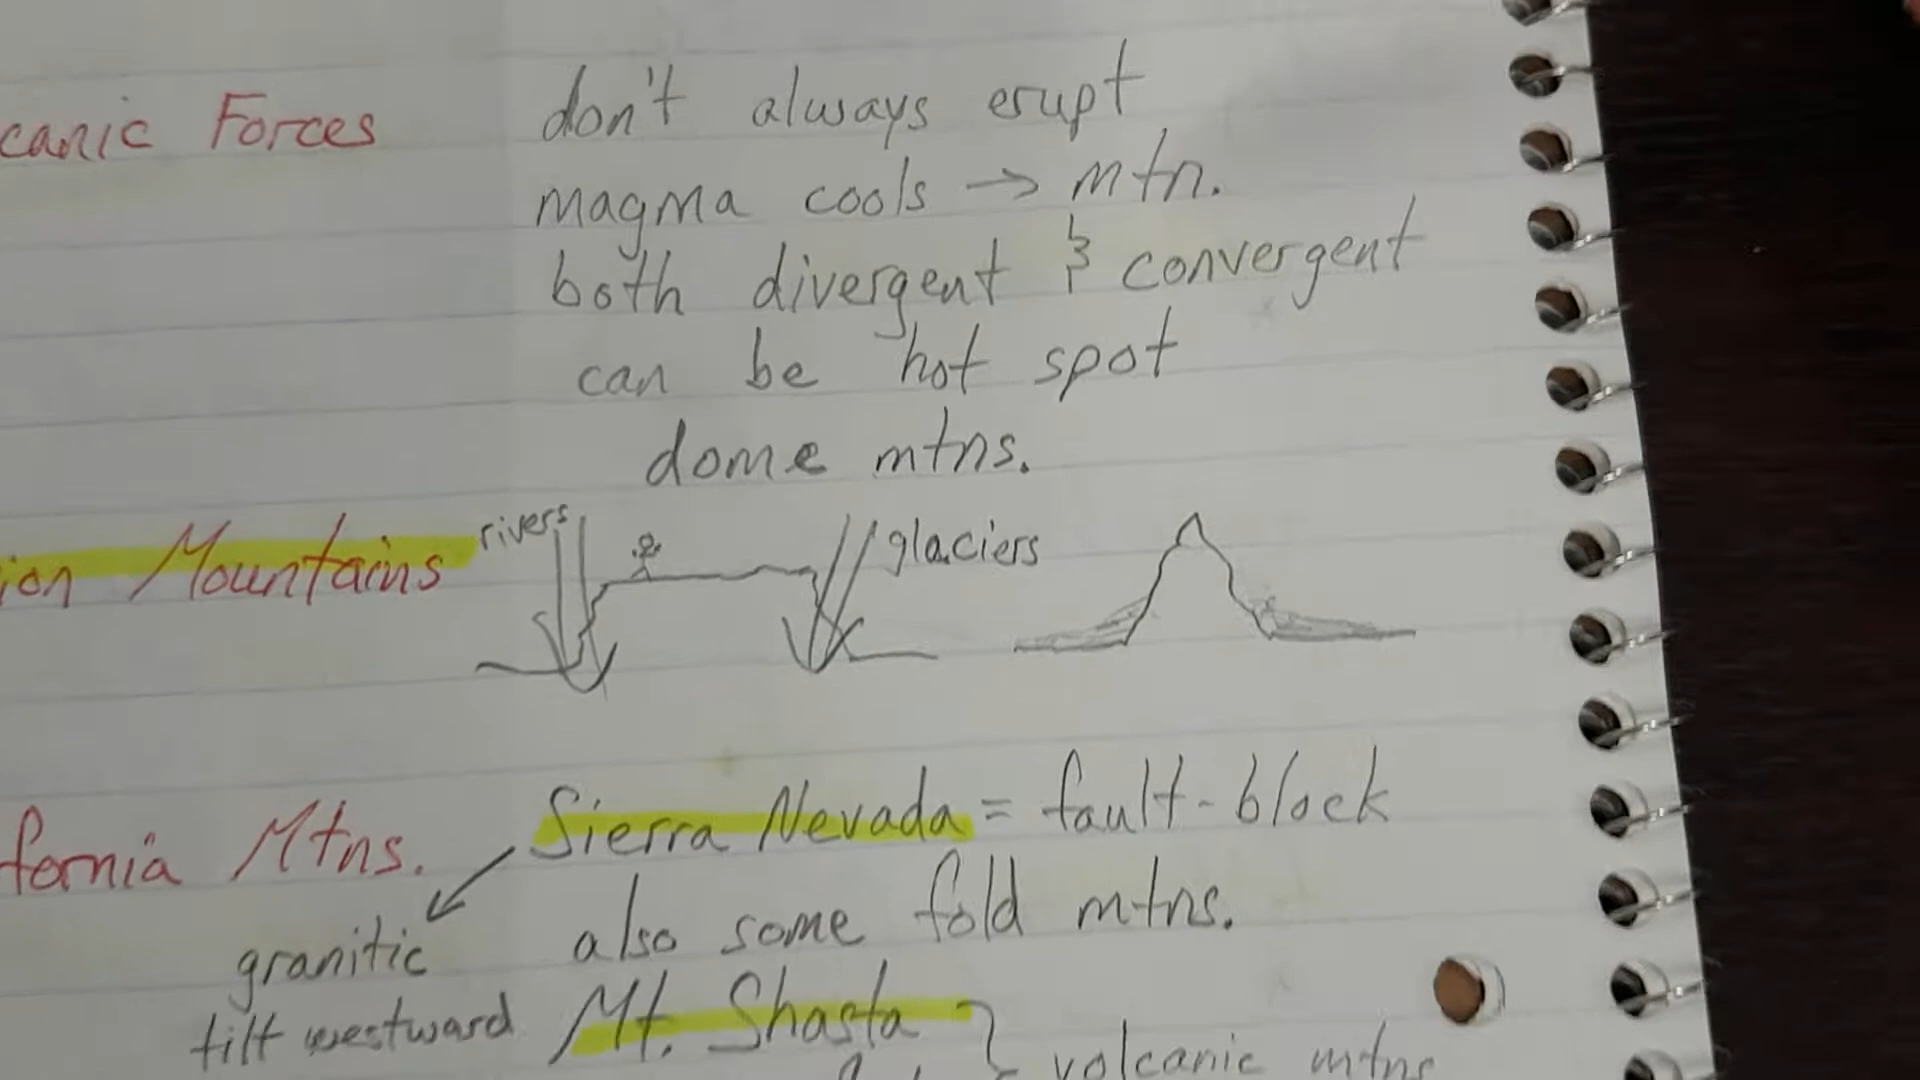 canic Forces don't always erupt
magma cools → mtn.
both divergent & convergent
can be hot spot
dome mtns.
ion Mountains rivers glaciers
fornia Mtns. Sierra Nevada = fault-block
granitic also some fold mtns.
tilt westward Mt. Shasta
volcanic mtns